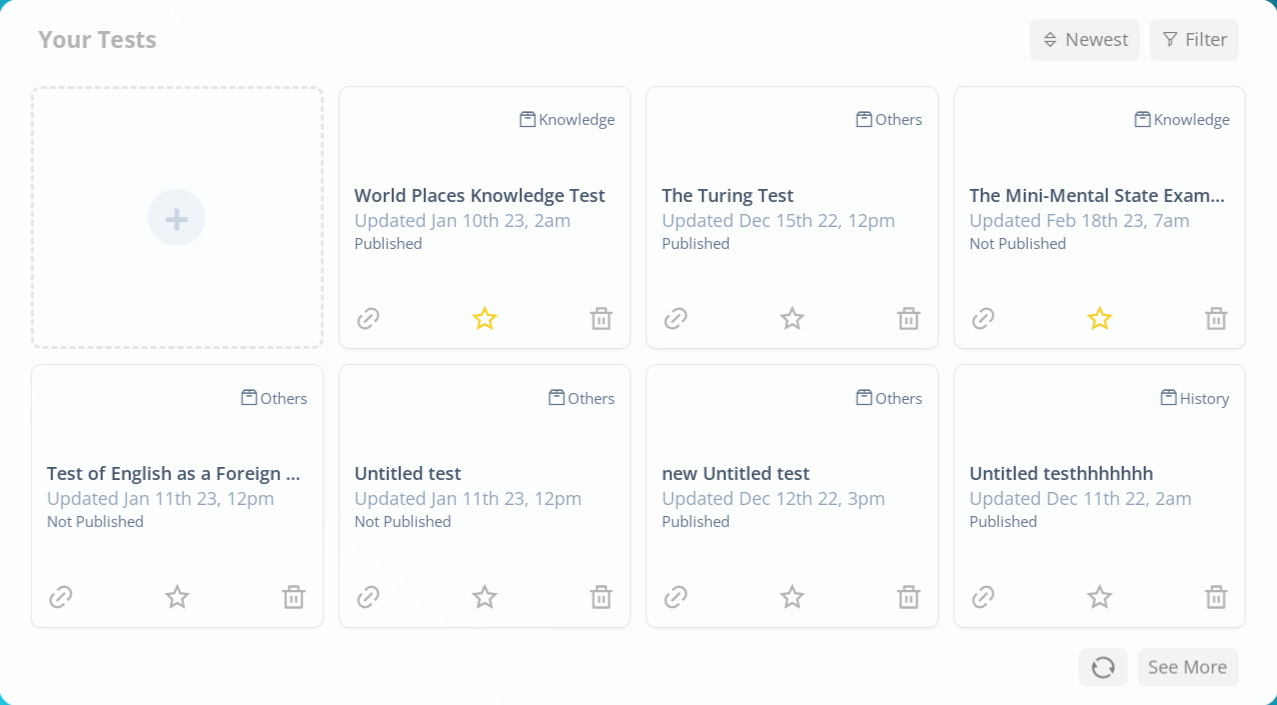 Your Tests
Newest
Filter
Knowledge
World Places Knowledge Test
Updated Jan 10th 23, 2am
Published
Others
The Turing Test
Updated Dec 15th 22, 12pm
Published
Knowledge
The Mini-Mental State Exam...
Updated Feb 18th 23, 7am
Not Published
Others
Test of English as a Foreign ...
Updated Jan 11th 23, 12pm
Not Published
Others
Untitled test
Updated Jan 11th 23, 12pm
Not Published
Others
new Untitled test
Updated Dec 12th 22, 3pm
Published
History
Untitled testhhhhhhh
Updated Dec 11th 22, 2am
Published
See More